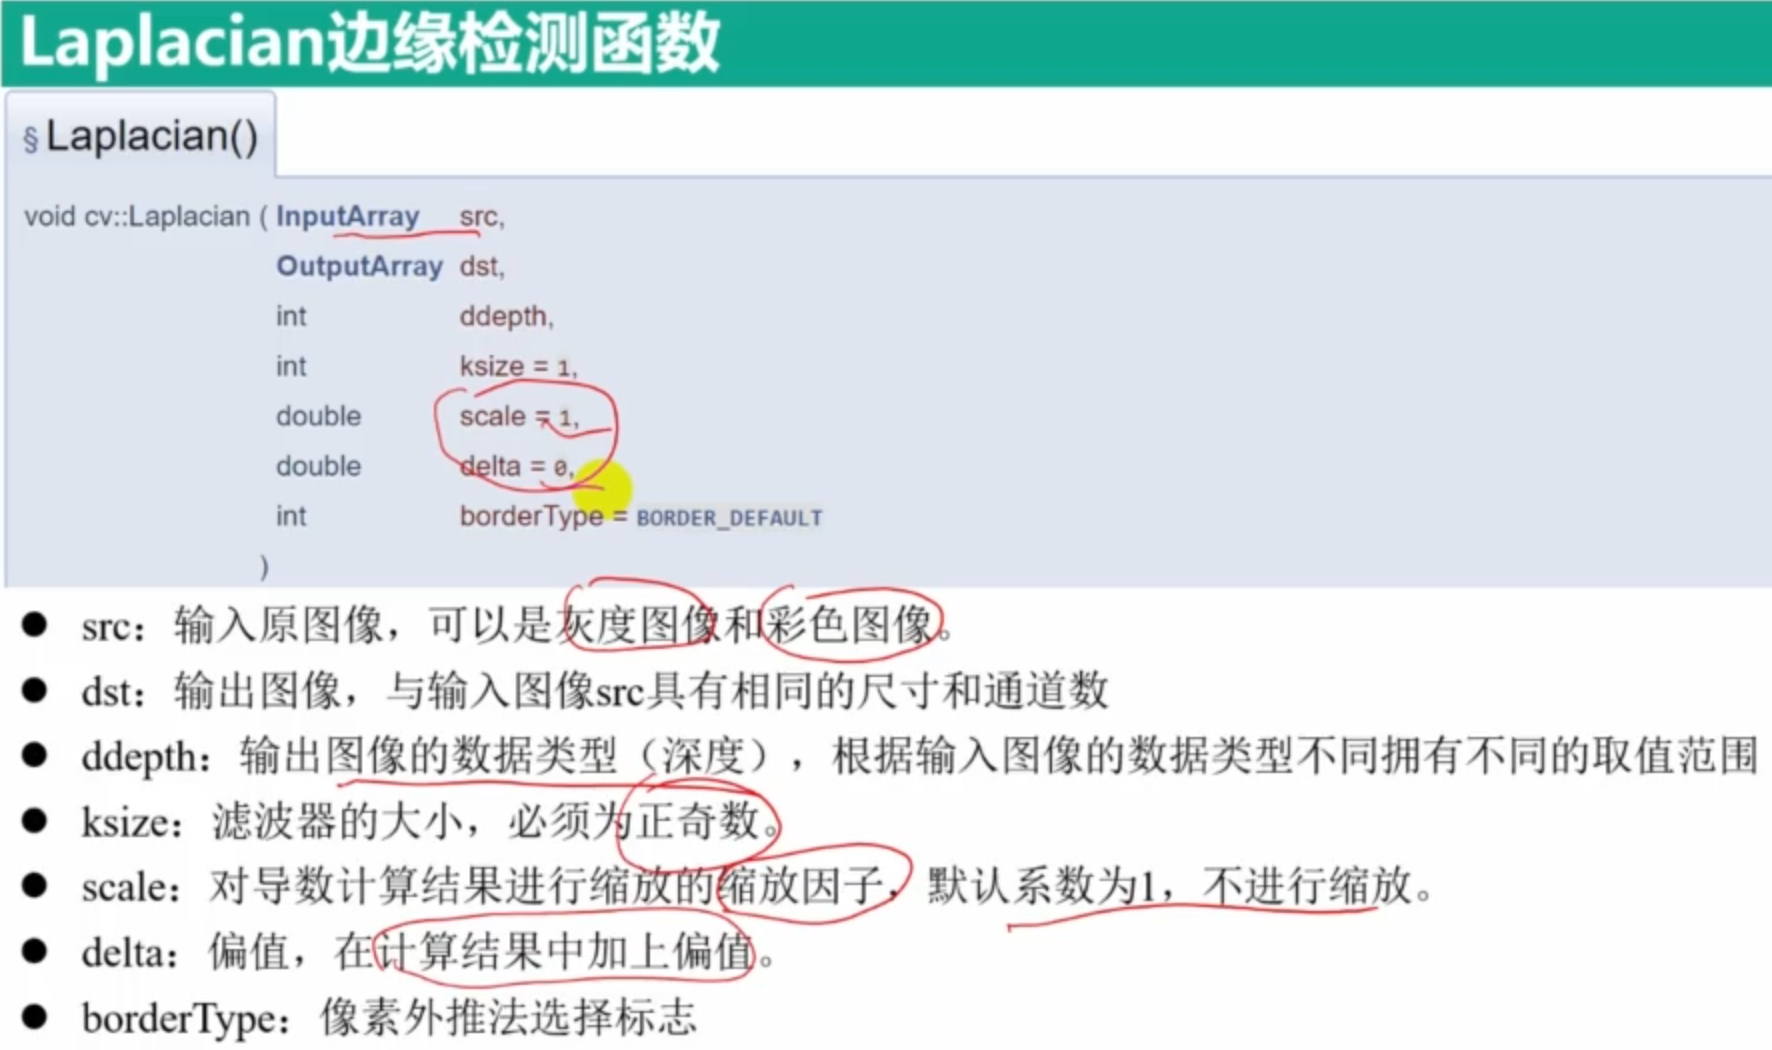 Laplacian边缘检测函数
§ Laplacian()
void cv::Laplacian ( InputArray src,
OutputArray dst,
int ddepth,
int ksize = 1,
double scale = 1,
double delta = 0,
int borderType = BORDER_DEFAULT
)
● src：输入原图像，可以是灰度图像和彩色图像。
● dst：输出图像，与输入图像src具有相同的尺寸和通道数
● ddepth：输出图像的数据类型（深度），根据输入图像的数据类型不同拥有不同的取值范围
● ksize：滤波器的大小，必须为正奇数。
● scale：对导数计算结果进行缩放的缩放因子，默认系数为1，不进行缩放。
● delta：偏值，在计算结果中加上偏值。
● borderType：像素外推法选择标志